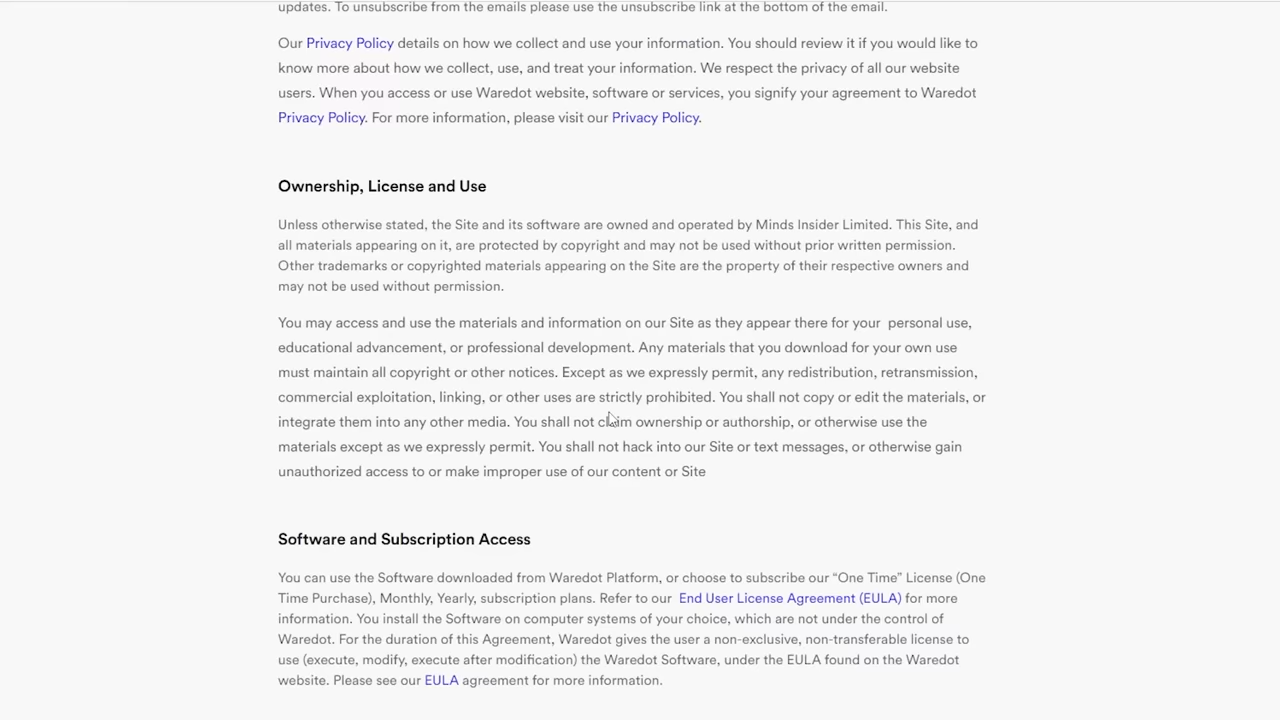 updates. To unsubscribe from the emails please use the unsubscribe link at the bottom of the email.
Our Privacy Policy details on how we collect and use your information. You should review it if you would like to
know more about how we collect, use, and treat your information. We respect the privacy of all our website
users. When you access or use Waredot website, software or services, you signify your agreement to Waredot
Privacy Policy. For more information, please visit our Privacy Policy.
Ownership, License and Use
Unless otherwise stated, the Site and its software are owned and operated by Minds Insider Limited. This Site, and
all materials appearing on it, are protected by copyright and may not be used without prior written permission.
Other trademarks or copyrighted materials appearing on the Site are the property of their respective owners and
may not be used without permission.
You may access and use the materials and information on our Site as they appear there for your  personal use,
educational advancement, or professional development. Any materials that you download for your own use
must maintain all copyright or other notices. Except as we expressly permit, any redistribution, retransmission,
commercial exploitation, linking, or other uses are strictly prohibited. You shall not copy or edit the materials, or
integrate them into any other media. You shall not claim ownership or authorship, or otherwise use the
materials except as we expressly permit. You shall not hack into our Site or text messages, or otherwise gain
unauthorized access to or make improper use of our content or Site
Software and Subscription Access
You can use the Software downloaded from Waredot Platform, or choose to subscribe our “One Time” License (One
Time Purchase), Monthly, Yearly, subscription plans. Refer to our  End User License Agreement (EULA) for more
information. You install the Software on computer systems of your choice, which are not under the control of
Waredot. For the duration of this Agreement, Waredot gives the user a non-exclusive, non-transferable license to
use (execute, modify, execute after modification) the Waredot Software, under the EULA found on the Waredot
website. Please see our EULA agreement for more information.